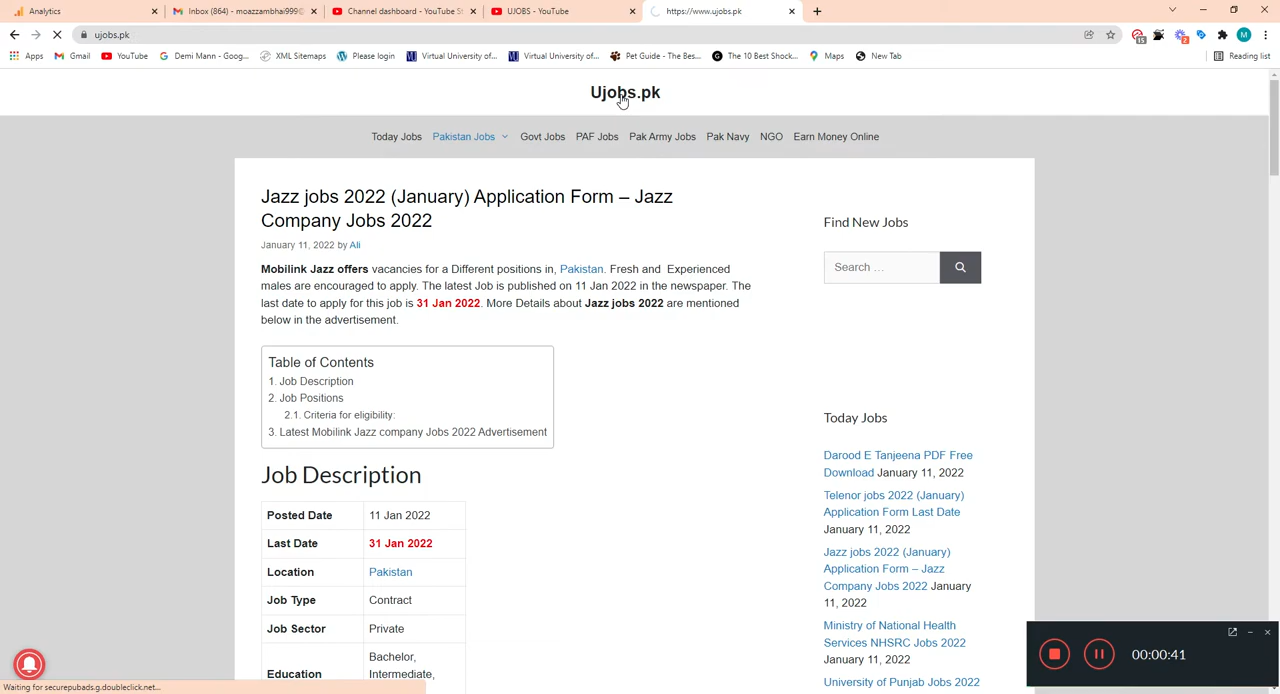 Analytics
Inbox (864) - moazzambhai999@
Channel dashboard - YouTube St
UJOBS - YouTube
https://www.ujobs.pk
ujobs.pk
Apps
Gmail
YouTube
Demi Mann - Goog...
XML Sitemaps
Please login
Virtual University of...
Virtual University of...
Pet Guide - The Bes...
The 10 Best Shock...
Maps
New Tab
Reading list
Ujobs.pk
Today Jobs
Pakistan Jobs
Govt Jobs
PAF Jobs
Pak Army Jobs
Pak Navy
NGO
Earn Money Online
Jazz jobs 2022 (January) Application Form – Jazz
Company Jobs 2022
January 11, 2022 by Ali
Mobilink Jazz offers vacancies for a Different positions in, Pakistan. Fresh and Experienced
males are encouraged to apply. The latest Job is published on 11 Jan 2022 in the newspaper. The
last date to apply for this job is 31 Jan 2022. More Details about Jazz jobs 2022 are mentioned
below in the advertisement.
Table of Contents
1. Job Description
2. Job Positions
2.1. Criteria for eligibility:
3. Latest Mobilink Jazz company Jobs 2022 Advertisement
Job Description
Posted Date 11 Jan 2022
Last Date 31 Jan 2022
Location Pakistan
Job Type Contract
Job Sector Private
Education Bachelor,
Intermediate,
Find New Jobs
Search …
Today Jobs
Darood E Tanjeena PDF Free
Download January 11, 2022
Telenor jobs 2022 (January)
Application Form Last Date
January 11, 2022
Jazz jobs 2022 (January)
Application Form – Jazz
Company Jobs 2022 January
11, 2022
Ministry of National Health
Services NHSRC Jobs 2022
January 11, 2022
University of Punjab Jobs 2022
00:00:41
Waiting for securepubads.g.doubleclick.net...